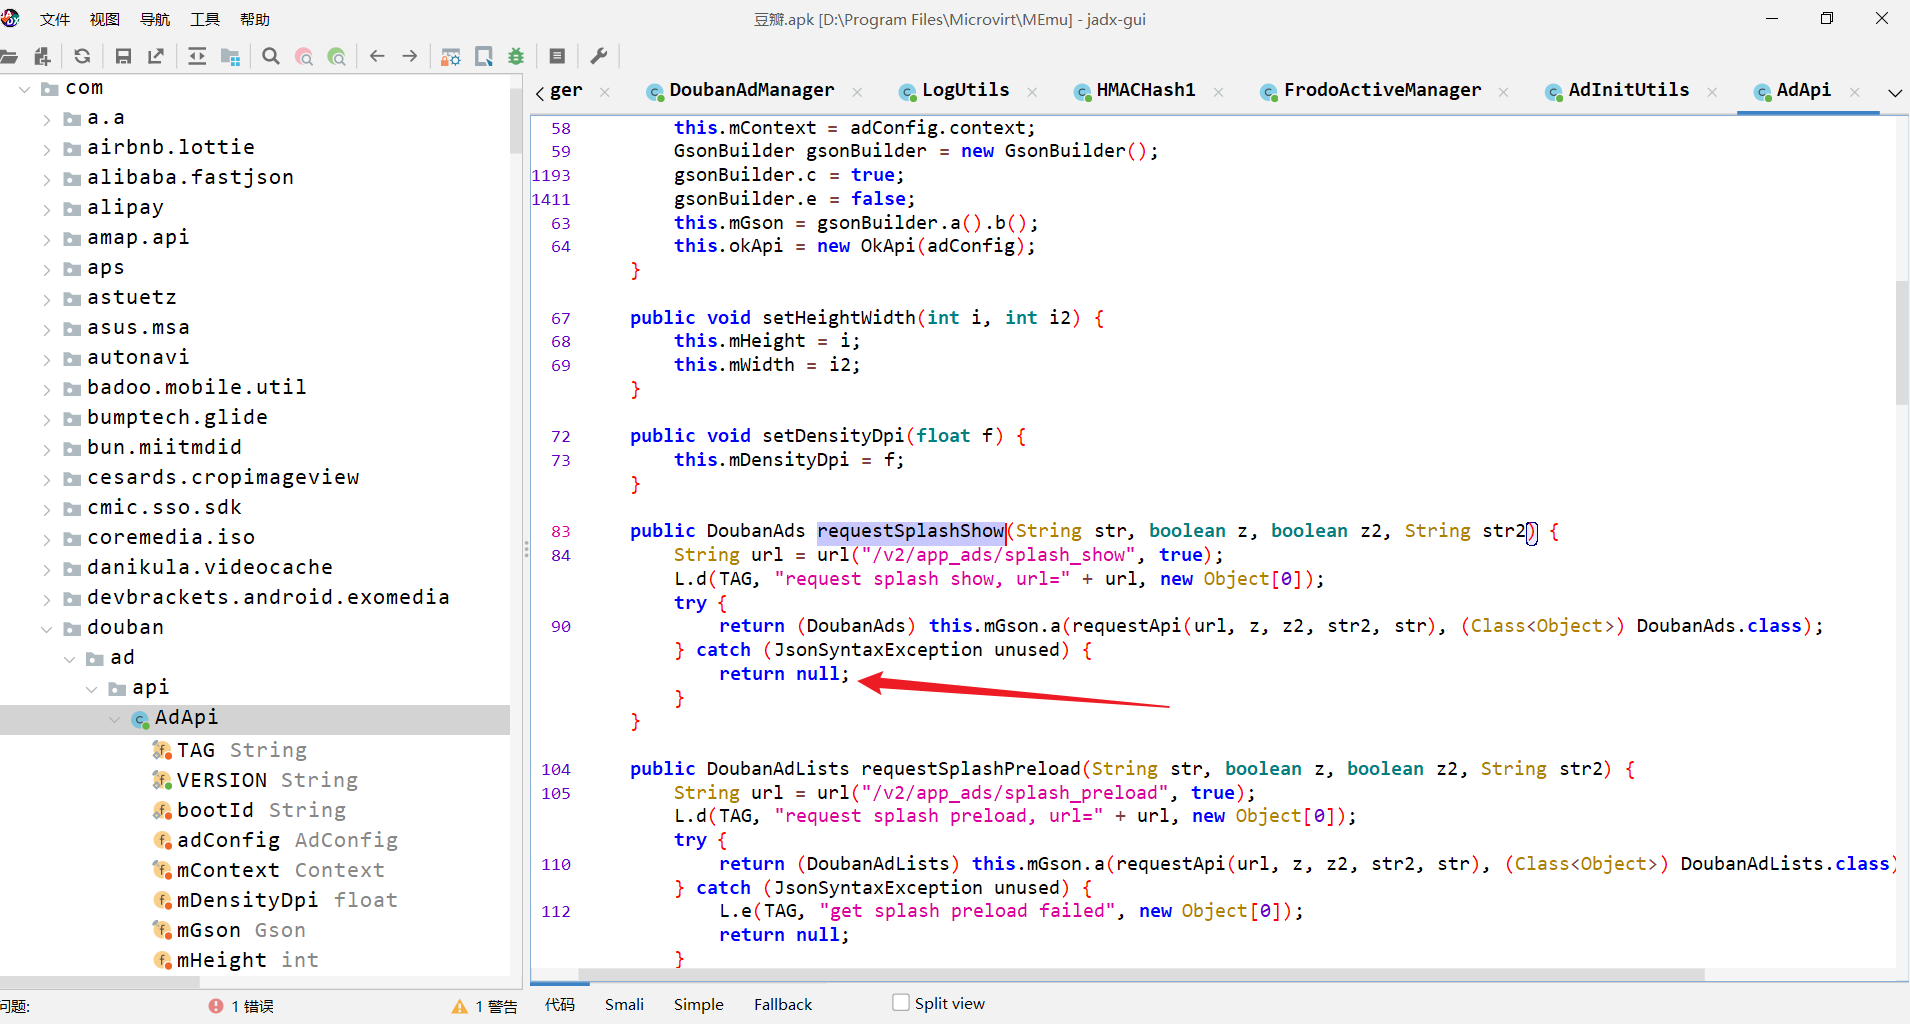 文件 视图 导航 工具 帮助
豆瓣.apk [D:\Program Files\Microvirt\MEmu] - jadx-gui
ger
DoubanAdManager
LogUtils
HMACHash1
FrodoActiveManager
AdInitUtils
AdApi
com
a.a
airbnb.lottie
alibaba.fastjson
alipay
amap.api
aps
astuetz
asus.msa
autonavi
badoo.mobile.util
bumptech.glide
bun.miitmdid
cesards.cropimageview
cmic.sso.sdk
coremedia.iso
danikula.videocache
devbrackets.android.exomedia
douban
ad
api
AdApi
TAG String
VERSION String
bootId String
adConfig AdConfig
mContext Context
mDensityDpi float
mGson Gson
mHeight int
58 this.mContext = adConfig.context;
59 GsonBuilder gsonBuilder = new GsonBuilder();
1193 gsonBuilder.c = true;
1411 gsonBuilder.e = false;
63 this.mGson = gsonBuilder.a().b();
64 this.okApi = new OkApi(adConfig);
}
67 public void setHeightWidth(int i, int i2) {
68 this.mHeight = i;
69 this.mWidth = i2;
}
72 public void setDensityDpi(float f) {
73 this.mDensityDpi = f;
}
83 public DoubanAds requestSplashShow(String str, boolean z, boolean z2, String str2) {
84 String url = url("/v2/app_ads/splash_show", true);
L.d(TAG, "request splash show, url=" + url, new Object[0]);
try {
90 return (DoubanAds) this.mGson.a(requestApi(url, z, z2, str2, str), (Class<Object>) DoubanAds.class);
} catch (JsonSyntaxException unused) {
return null;
}
}
104 public DoubanAdLists requestSplashPreload(String str, boolean z, boolean z2, String str2) {
105 String url = url("/v2/app_ads/splash_preload", true);
L.d(TAG, "request splash preload, url=" + url, new Object[0]);
try {
110 return (DoubanAdLists) this.mGson.a(requestApi(url, z, z2, str2, str), (Class<Object>) DoubanAdLists.class)
} catch (JsonSyntaxException unused) {
112 L.e(TAG, "get splash preload failed", new Object[0]);
return null;
}
问题: 1 错误 1 警告
代码 Smali Simple Fallback Split view